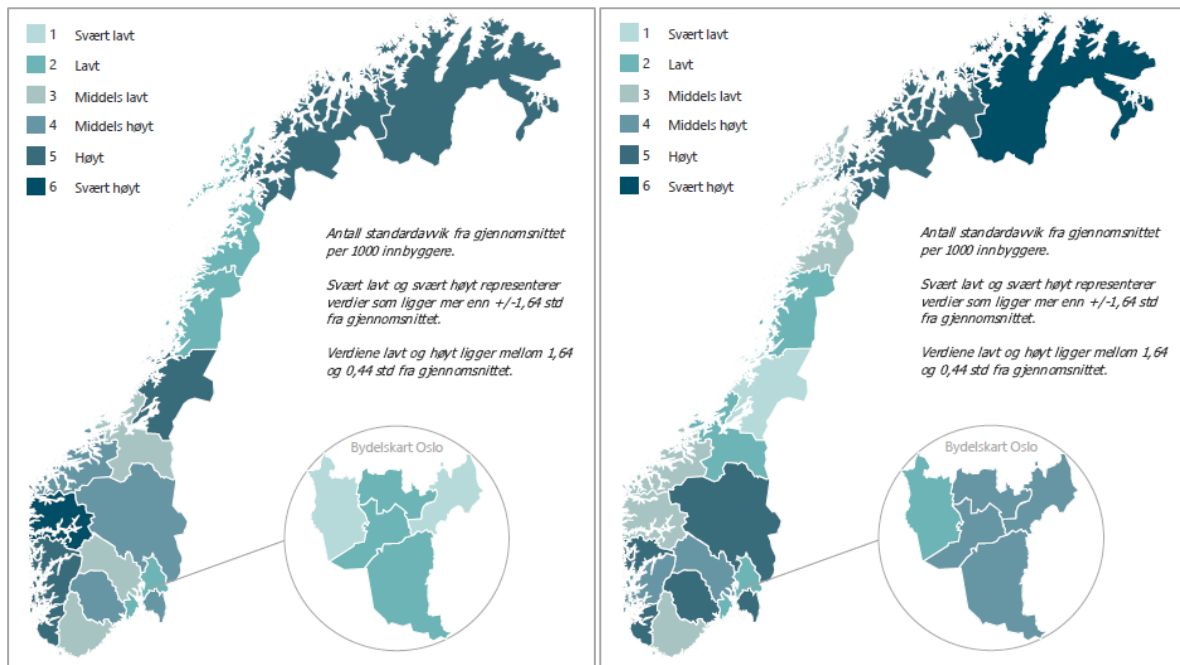 1 Svært lavt
2 Lavt
3 Middels lavt
4 Middels høyt
5 Høyt
6 Svært høyt
Antall standardavvik fra gjennomsnittet
per 1000 innbyggere.
Svært lavt og svært høyt representerer
verdier som ligger mer enn +/-1,64 std
fra gjennomsnittet.
Verdiene lavt og høyt ligger mellom 1,64
og 0,44 std fra gjennomsnittet.
Bydelskart Oslo
1 Svært lavt
2 Lavt
3 Middels lavt
4 Middels høyt
5 Høyt
6 Svært høyt
Antall standardavvik fra gjennomsnittet
per 1000 innbyggere.
Svært lavt og svært høyt representerer
verdier som ligger mer enn +/-1,64 std
fra gjennomsnittet.
Verdiene lavt og høyt ligger mellom 1,64
og 0,44 std fra gjennomsnittet.
Bydelskart Oslo